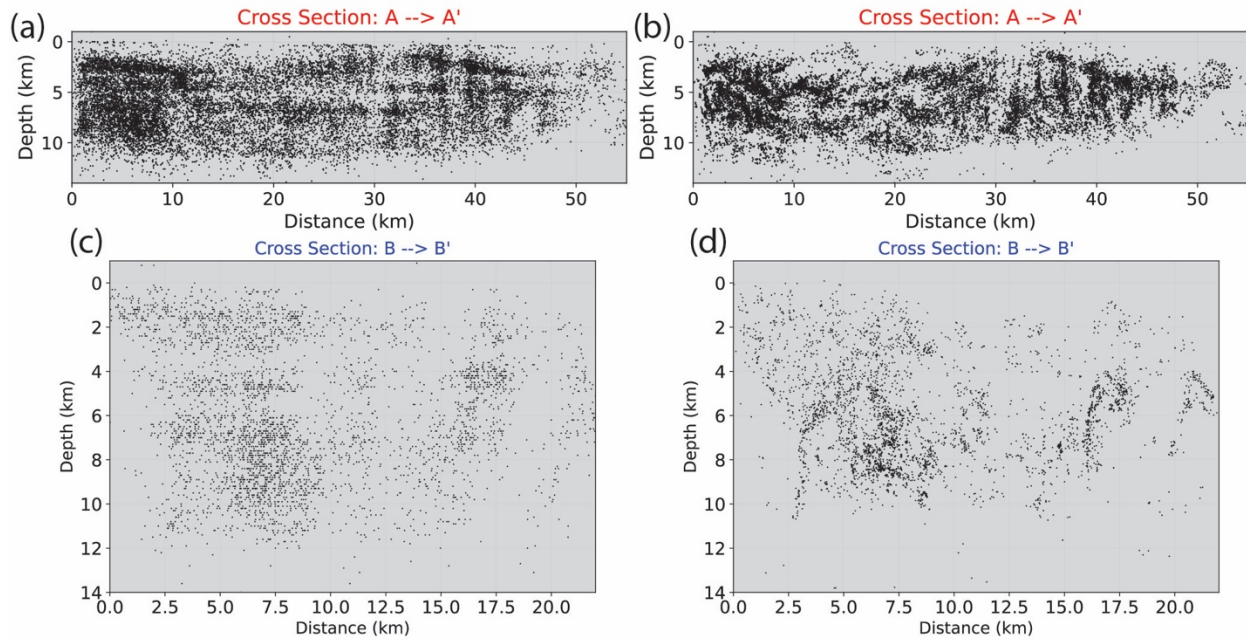 (a)
Cross Section: A --> A'
0
5
10
Depth (km)
0 10 20 30 40 50
Distance (km)
(b)
Cross Section: A --> A'
0
5
10
Depth (km)
0 10 20 30 40 50
Distance (km)
(c)
Cross Section: B --> B'
0
2
4
6
8
10
12
14
Depth (km)
0.0 2.5 5.0 7.5 10.0 12.5 15.0 17.5 20.0
Distance (km)
(d)
Cross Section: B --> B'
0
2
4
6
8
10
12
14
Depth (km)
0.0 2.5 5.0 7.5 10.0 12.5 15.0 17.5 20.0
Distance (km)